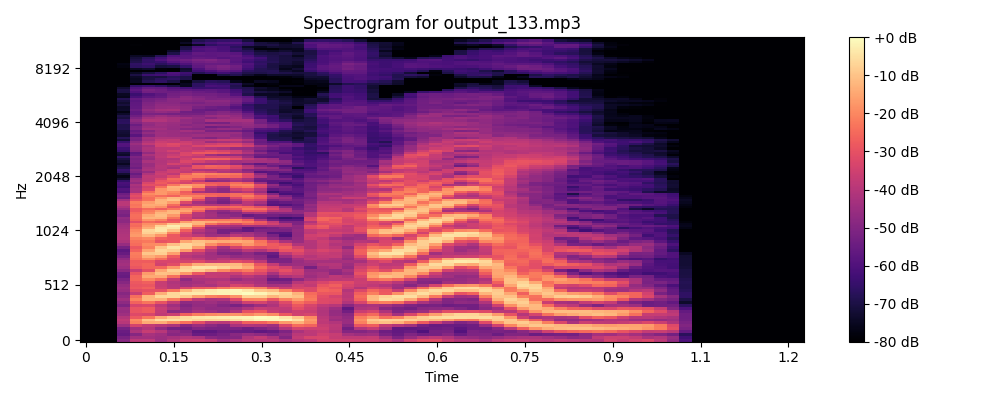 Spectrogram for output_133.mp3
Hz
8192
4096
2048
1024
512
0
0 0.15 0.3 0.45 0.6 0.75 0.9 1.1 1.2
Time
+0 dB
-10 dB
-20 dB
-30 dB
-40 dB
-50 dB
-60 dB
-70 dB
-80 dB